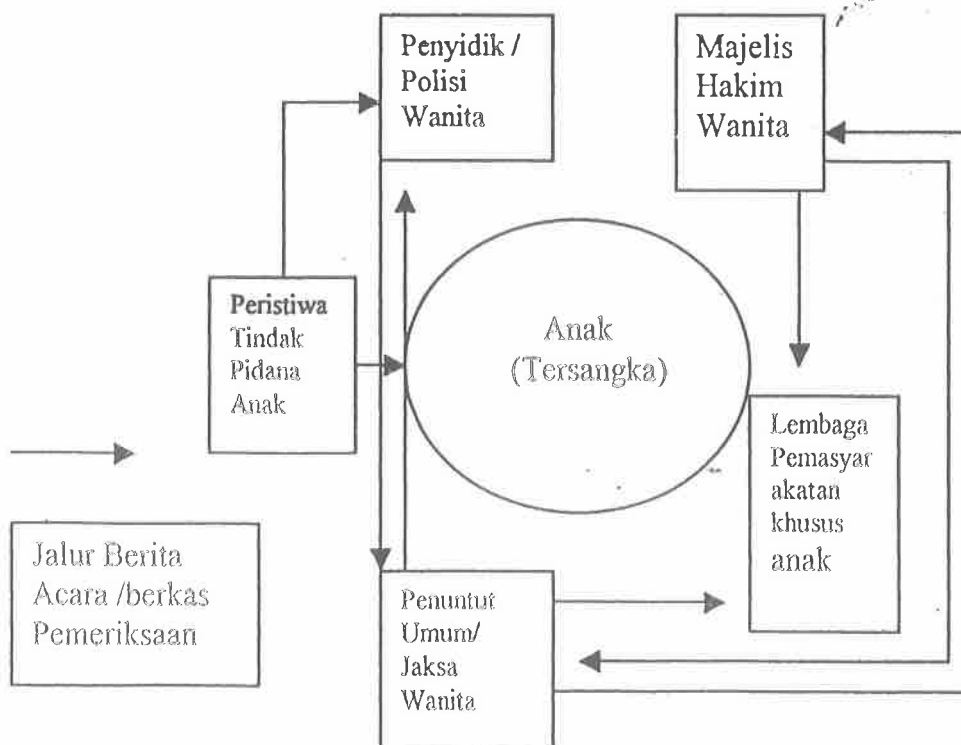 Penyidik /
Polisi
Wanita
Majelis
Hakim
Wanita
Peristiwa
Tindak
Pidana
Anak
Anak
(Tersangka)
Lembaga
Pemasyar
akatan
khusus
anak
Jalur Berita
Acara /berkas
Pemeriksaan
Penuntut
Umum/
Jaksa
Wanita